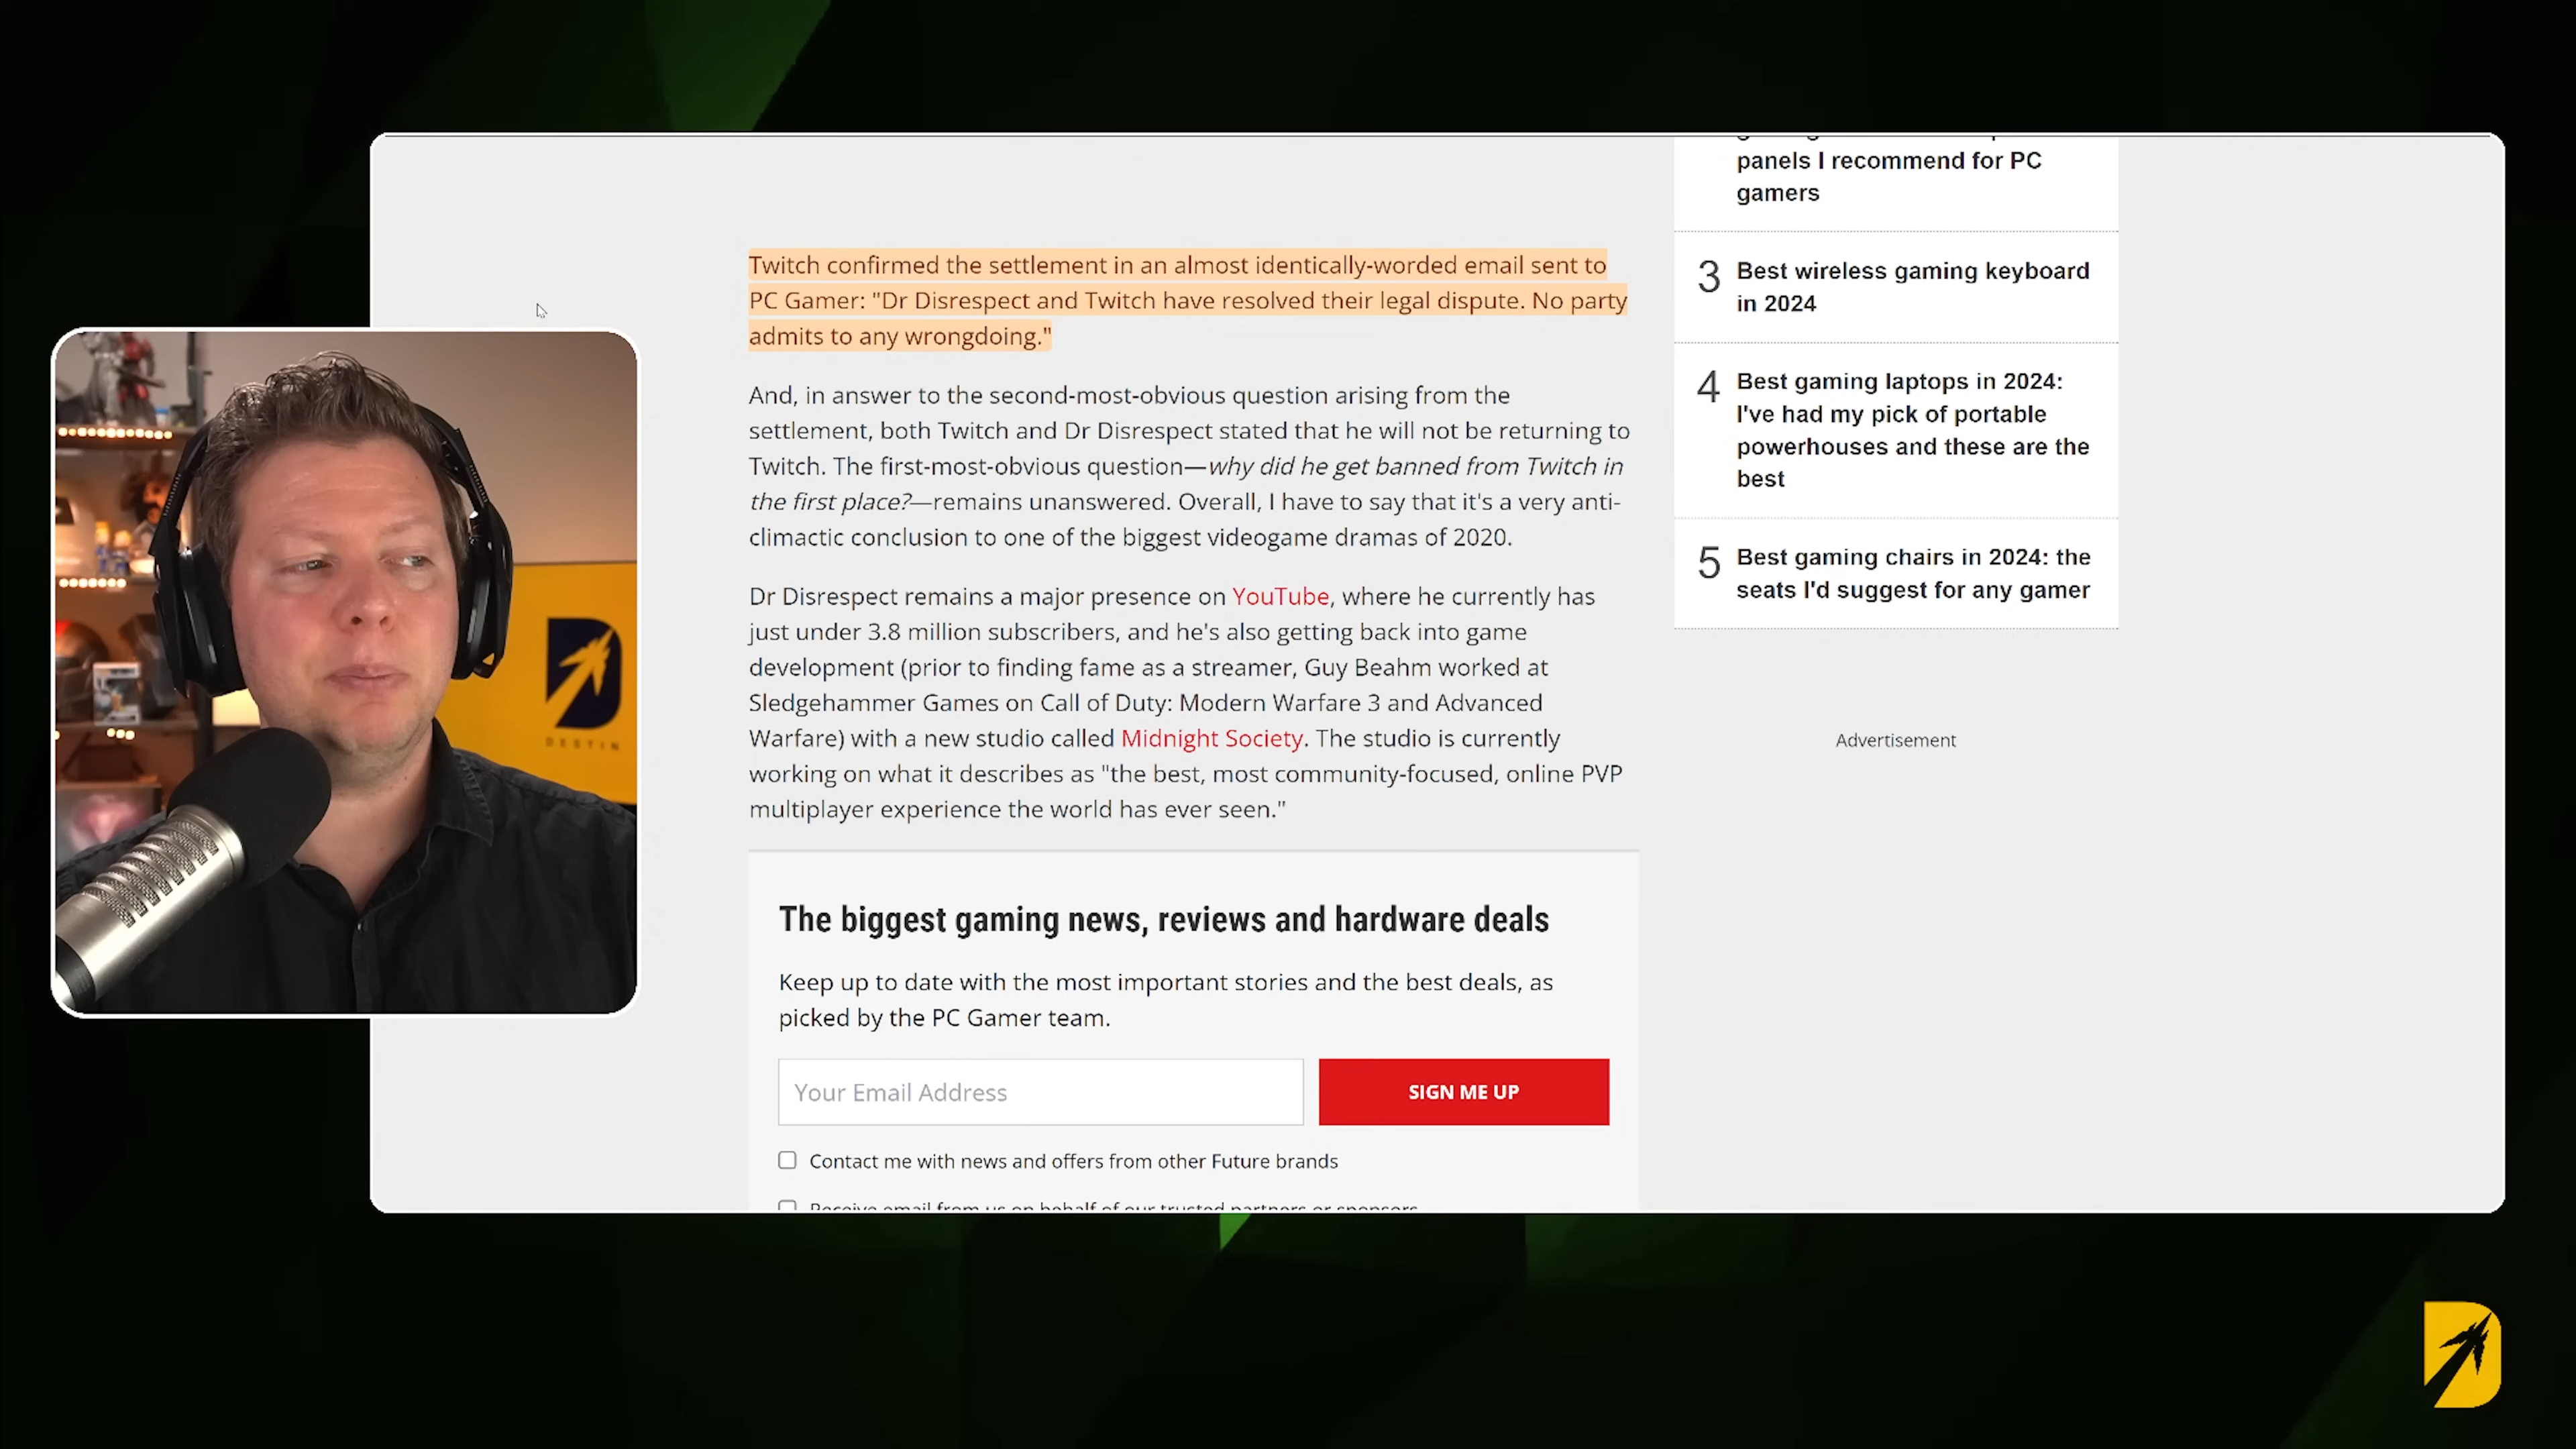 panels I recommend for PC
gamers
3 Best wireless gaming keyboard
in 2024
4 Best gaming laptops in 2024:
I've had my pick of portable
powerhouses and these are the
best
5 Best gaming chairs in 2024: the
seats I'd suggest for any gamer
Advertisement
Twitch confirmed the settlement in an almost identically-worded email sent to
PC Gamer: "Dr Disrespect and Twitch have resolved their legal dispute. No party
admits to any wrongdoing."
And, in answer to the second-most-obvious question arising from the
settlement, both Twitch and Dr Disrespect stated that he will not be returning to
Twitch. The first-most-obvious question—why did he get banned from Twitch in
the first place?—remains unanswered. Overall, I have to say that it's a very anti-
climactic conclusion to one of the biggest videogame dramas of 2020.
Dr Disrespect remains a major presence on YouTube, where he currently has
just under 3.8 million subscribers, and he's also getting back into game
development (prior to finding fame as a streamer, Guy Beahm worked at
Sledgehammer Games on Call of Duty: Modern Warfare 3 and Advanced
Warfare) with a new studio called Midnight Society. The studio is currently
working on what it describes as "the best, most community-focused, online PVP
multiplayer experience the world has ever seen."
The biggest gaming news, reviews and hardware deals
Keep up to date with the most important stories and the best deals, as
picked by the PC Gamer team.
Your Email Address
SIGN ME UP
Contact me with news and offers from other Future brands
Receive email from us on behalf of our trusted partners or sponsors
DESTIN